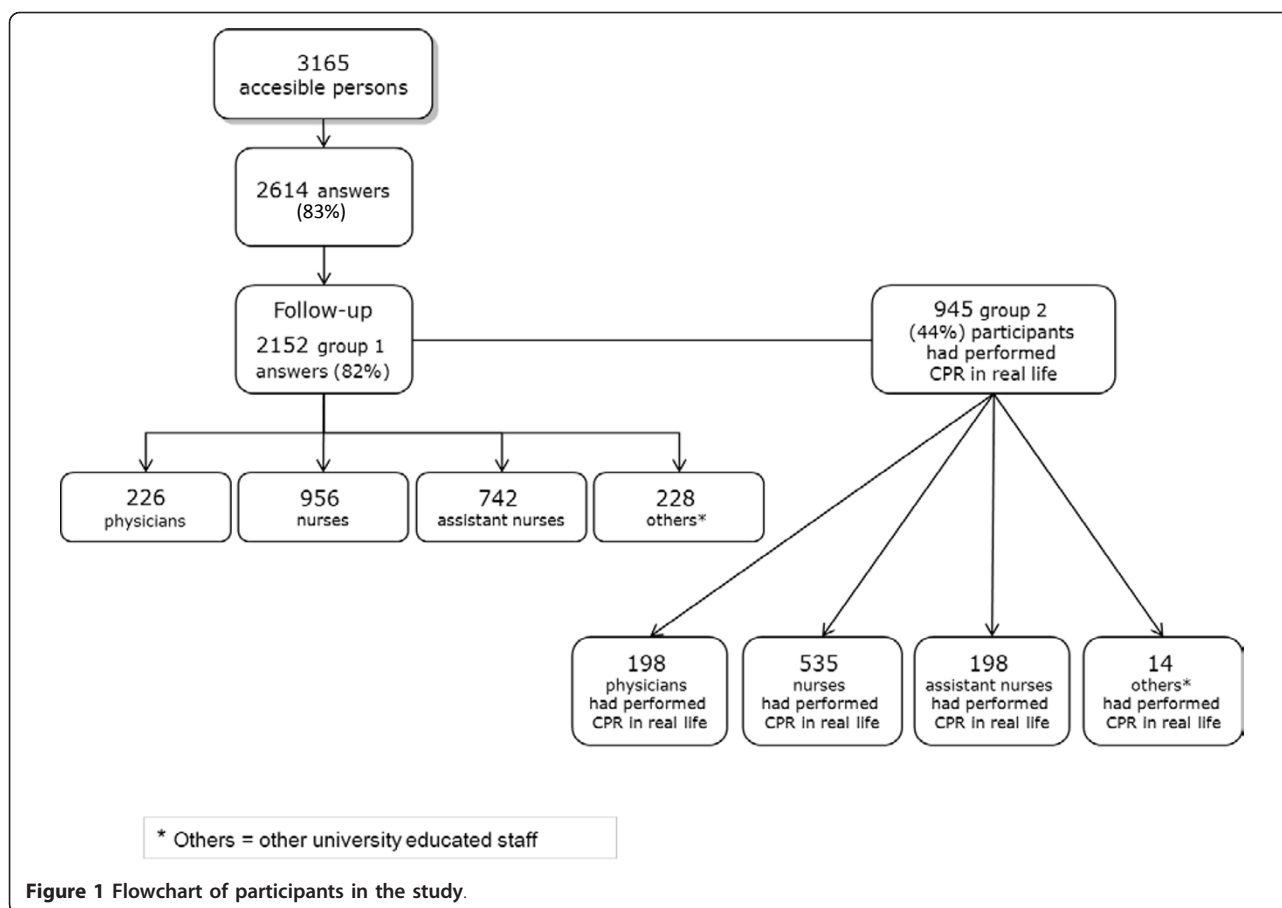 3165
accesible persons
2614 answers
(83%)
Follow-up
2152 group 1
answers (82%)
945 group 2
(44%) participants
had performed
CPR in real life
226
physicians
956
nurses
742
assistant nurses
228
others*
198
physicians
had performed
CPR in real life
535
nurses
had performed
CPR in real life
198
assistant nurses
had performed
CPR in real life
14
others*
had performed
CPR in real life
* Others = other university educated staff
Figure 1 Flowchart of participants in the study.